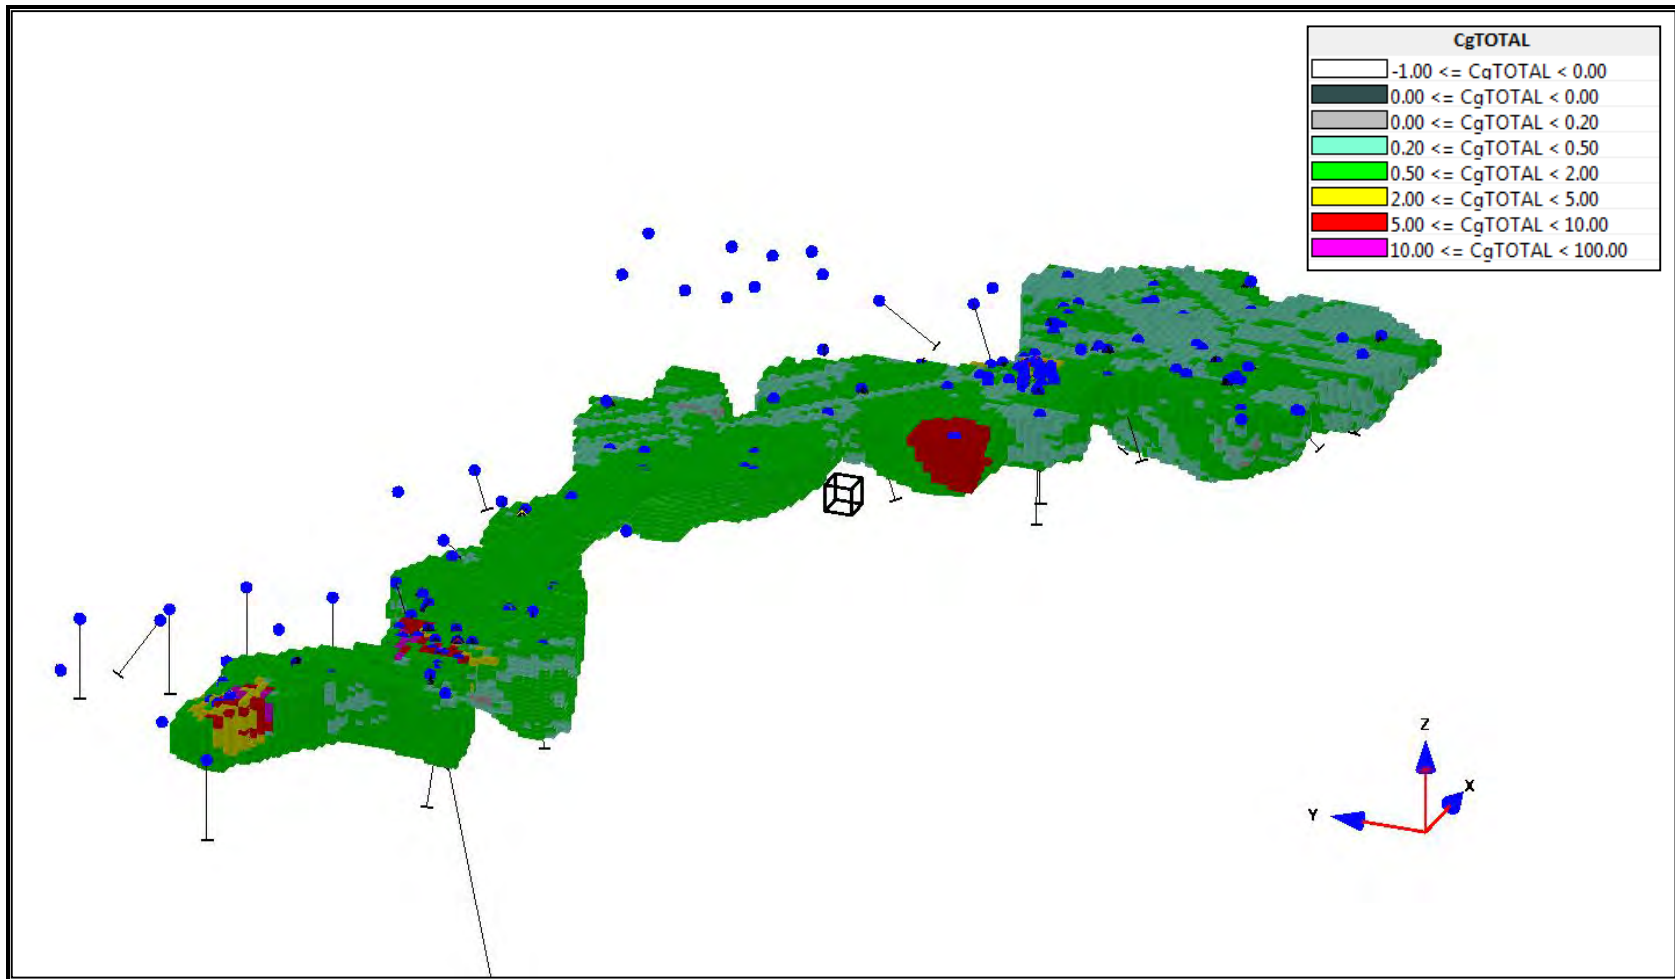 CgTOTAL
-1.00 <= CgTOTAL < 0.00
0.00 <= CgTOTAL < 0.00
0.00 <= CgTOTAL < 0.20
0.20 <= CgTOTAL < 0.50
0.50 <= CgTOTAL < 2.00
2.00 <= CgTOTAL < 5.00
5.00 <= CgTOTAL < 10.00
10.00 <= CgTOTAL < 100.00
Z
X
Y